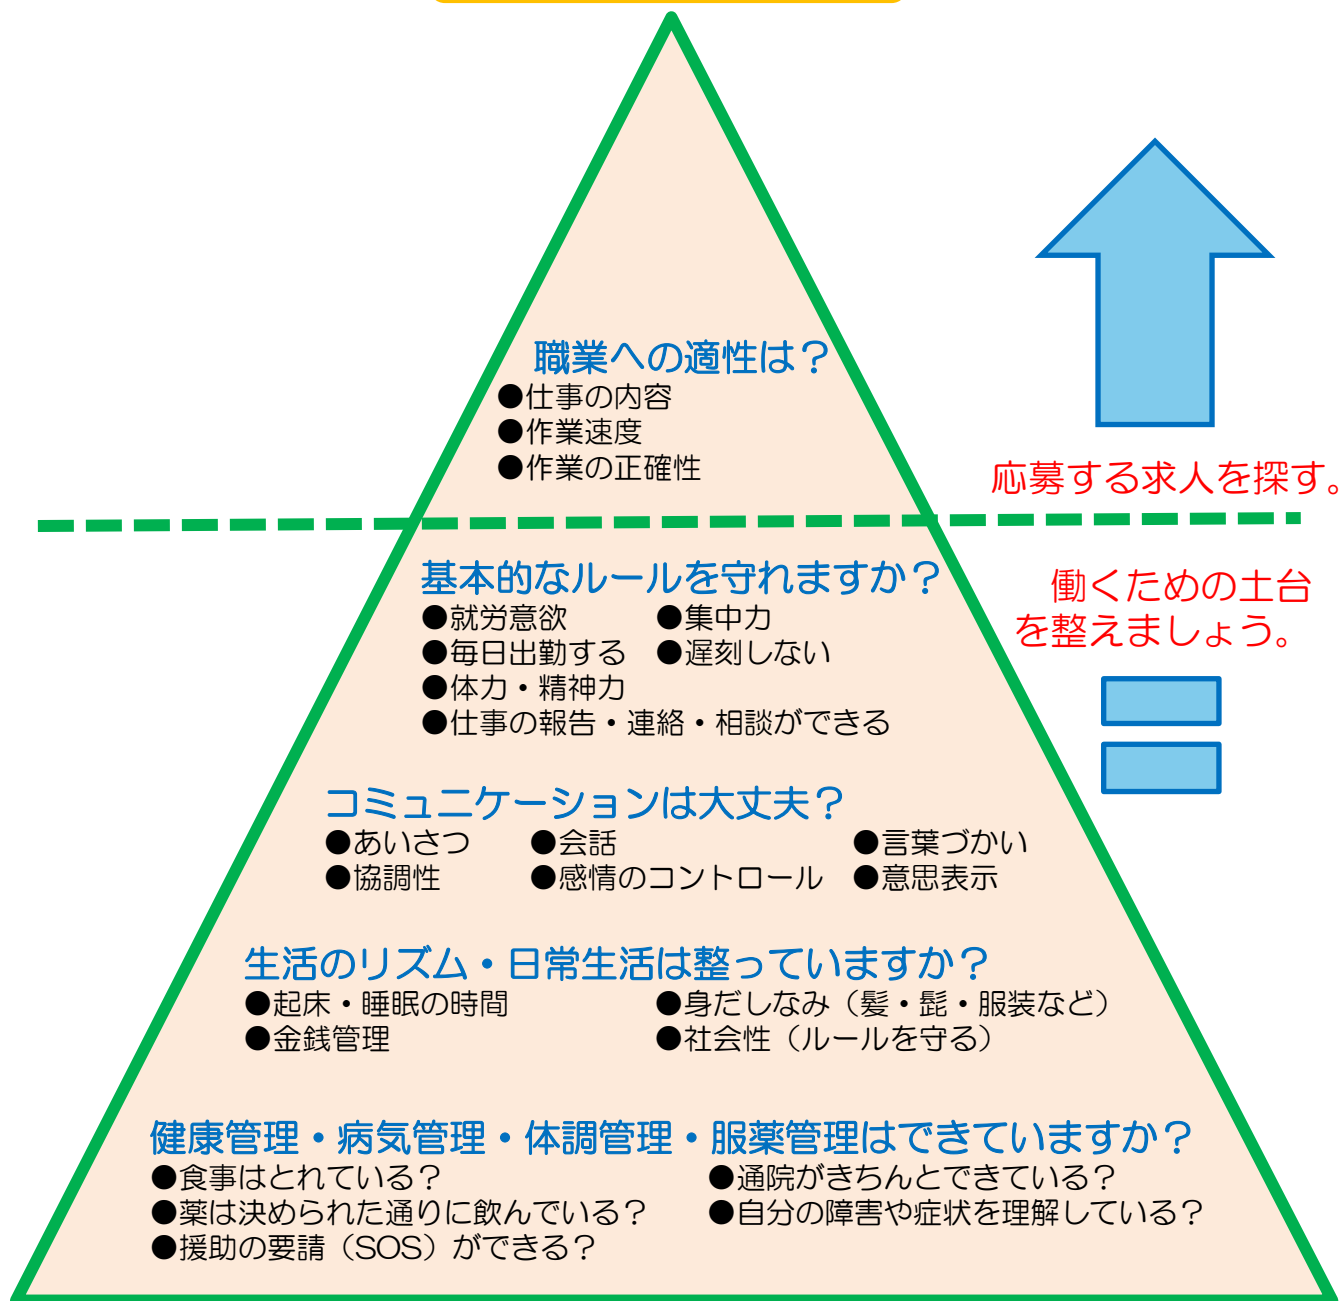 職業への適性は？
●仕事の内容
●作業速度
●作業の正確性
応募する求人を探す。
基本的なルールを守れますか？
●就労意欲 ●集中力
●毎日出勤する ●遅刻しない
●体力・精神力
●仕事の報告・連絡・相談ができる
働くための土台
を整えましょう。
コミュニケーションは大丈夫？
●あいさつ ●会話 ●言葉づかい
●協調性 ●感情のコントロール ●意思表示
生活のリズム・日常生活は整っていますか？
●起床・睡眠の時間 ●身だしなみ（髪・髭・服装など）
●金銭管理 ●社会性（ルールを守る）
健康管理・病気管理・体調管理・服薬管理はできていますか？
●食事はとれている？ ●通院がきちんとできている？
●薬は決められた通りに飲んでいる？ ●自分の障害や症状を理解している？
●援助の要請（SOS）ができる？